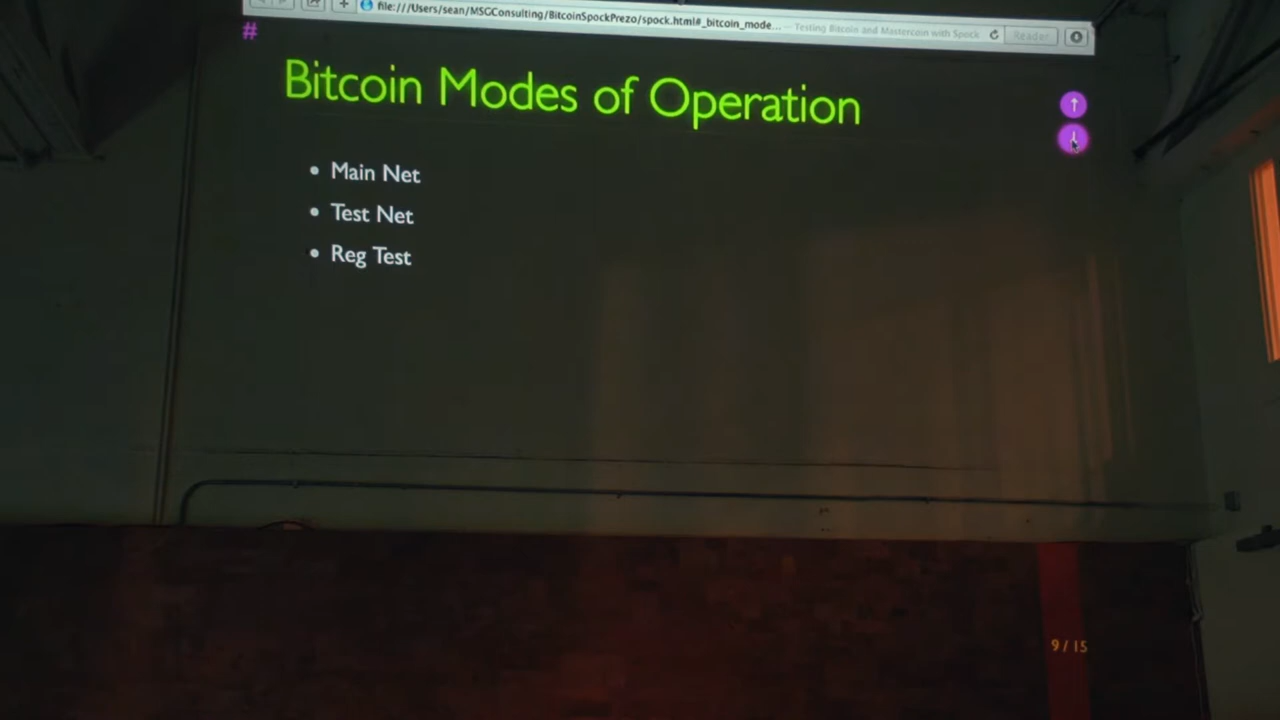 file:///Users/sean/MSGConsulting/BitcoinSpockPrezo/spock.html#_bitcoin_mode... — Testing Bitcoin and Mastercoin with Spock
Reader
#
Bitcoin Modes of Operation
• Main Net
• Test Net
• Reg Test
9 / 15